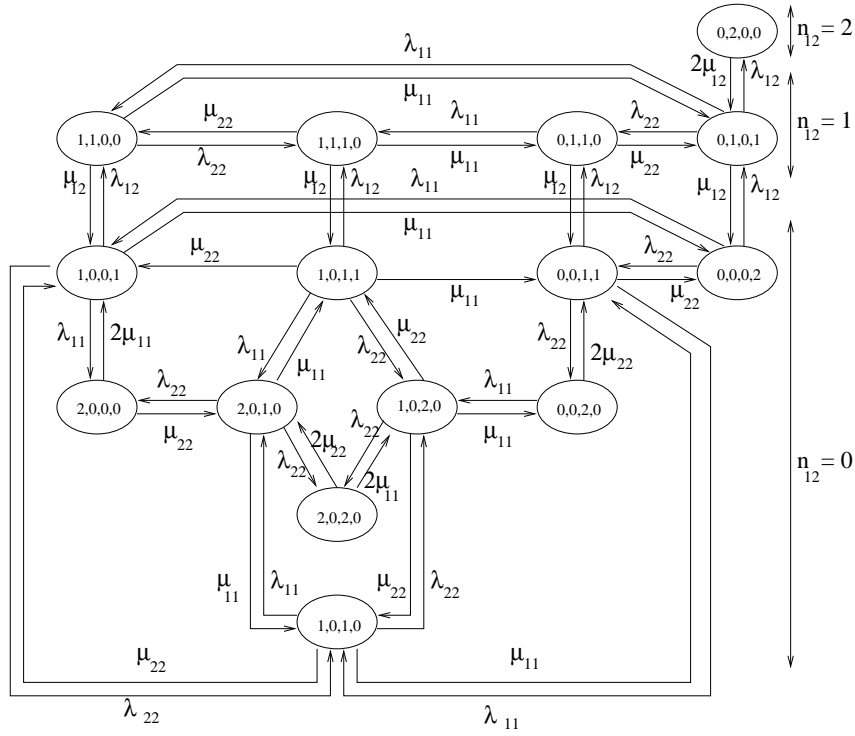 0,2,0,0
n12 = 2
λ11
2μ12
λ12
μ11
n12 = 1
μ22
λ11
λ22
1,1,0,0
1,1,1,0
0,1,1,0
0,1,0,1
λ22
μ11
μ22
μ12
λ12
μ12
λ12
λ11
μ12
λ12
μ12
λ12
μ11
μ22
λ22
1,0,0,1
1,0,1,1
0,0,1,1
0,0,0,2
μ11
μ22
λ11
2μ11
λ11
μ11
λ22
μ22
λ22
2μ22
λ22
λ11
2,0,0,0
2,0,1,0
1,0,2,0
0,0,2,0
μ22
λ22
2μ22
λ22
μ11
n12 = 0
2μ11
2,0,2,0
μ11
λ11
μ22
λ22
1,0,1,0
μ22
μ11
λ22
λ11